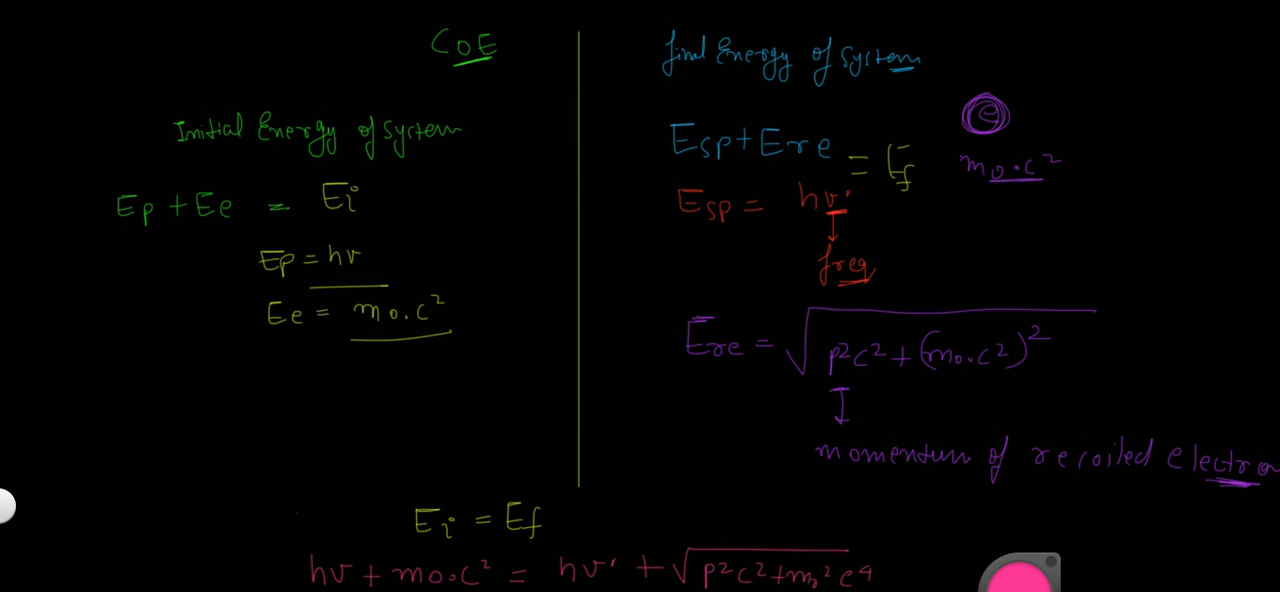 COE
Initial Energy of System
Ep + Ee = Ei
Ep = hν
Ee = m₀.c²
final Energy of System
Esp + Ere = Ef
e
m₀.c²
Esp = hν'
freq
Ere = √(p²c² + (m₀.c²)²)
momentum of recoiled electron
Ei = Ef
hν + m₀.c² = hν' + √(p²c² + m₀²c⁴)